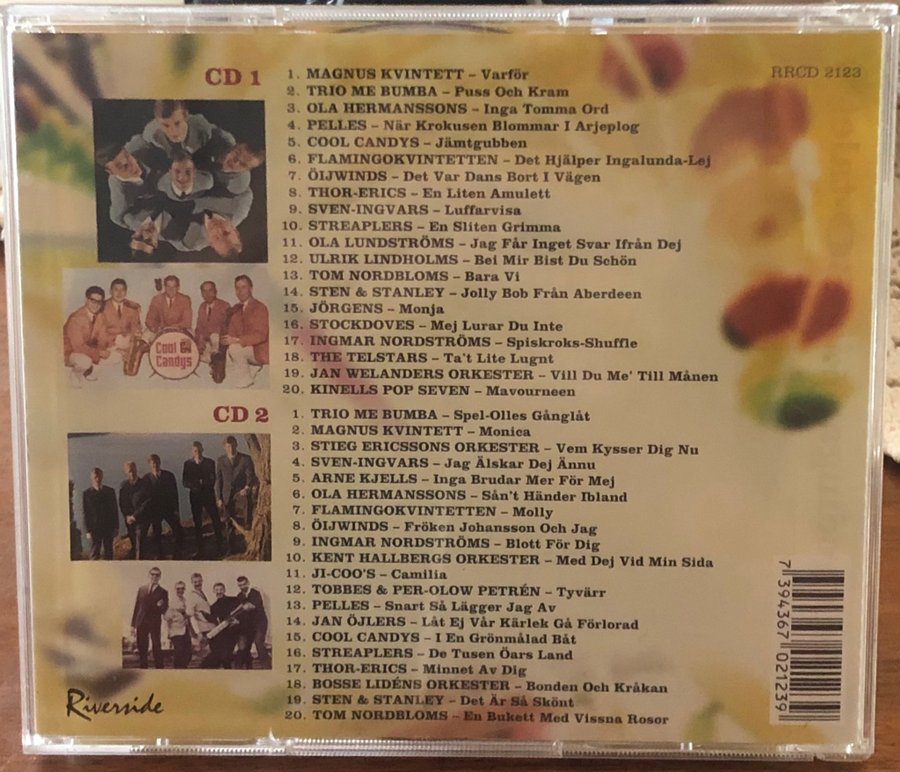 CD 1
RRCD 2123
1. MAGNUS KVINTETT – Varför
2. TRIO ME BUMBA – Puss Och Kram
3. OLA HERMANSSONS – Inga Tomma Ord
4. PELLES – När Krokusen Blommar I Arjeplog
5. COOL CANDYS – Jämtgubben
6. FLAMINGOKVINTETTEN – Det Hjälper Ingalunda-Lej
7. ÖIJWINDS – Det Var Dans Bort I Vägen
8. THOR-ERICS – En Liten Amulett
9. SVEN-INGVARS – Luffarvisa
10. STREAPLERS – En Sliten Grimma
11. OLA LUNDSTRÖMS – Jag Får Inget Svar Ifrån Dej
12. ULRIK LINDHOLMS – Bei Mir Bist Du Schön
13. TOM NORDBLOMS – Bara Vi
14. STEN & STANLEY – Jolly Bob Från Aberdeen
15. JÖRGENS – Monja
16. STOCKDOVES – Mej Lurar Du Inte
17. INGMAR NORDSTRÖMS – Spiskroks-Shuffle
18. THE TELSTARS – Ta't Lite Lugnt
19. JAN WELANDERS ORKESTER – Vill Du Me' Till Månen
20. KINELLS POP SEVEN – Mavourneen
Cool
Candys
CD 2
1. TRIO ME BUMBA – Spel-Olles Gånglåt
2. MAGNUS KVINTETT – Monica
3. STIEG ERICSSONS ORKESTER – Vem Kysser Dig Nu
4. SVEN-INGVARS – Jag Älskar Dej Ännu
5. ARNE KJELLS – Inga Brudar Mer För Mej
6. OLA HERMANSSONS – Sån't Händer Ibland
7. FLAMINGOKVINTETTEN – Molly
8. ÖIJWINDS – Fröken Johansson Och Jag
9. INGMAR NORDSTRÖMS – Blott För Dig
10. KENT HALLBERGS ORKESTER – Med Dej Vid Min Sida
11. JI-COO'S – Camilia
12. TOBBES & PER-OLOW PETRÉN – Tyvärr
13. PELLES – Snart Så Lägger Jag Av
14. JAN ÖJLERS – Låt Ej Vår Kärlek Gå Förlorad
15. COOL CANDYS – I En Grönmålad Båt
16. STREAPLERS – De Tusen Öars Land
17. THOR-ERICS – Minnet Av Dig
18. BOSSE LIDÉNS ORKESTER – Bonden Och Kråkan
19. STEN & STANLEY – Det Är Så Skönt
20. TOM NORDBLOMS – En Bukett Med Vissna Rosor
Riverside
7 394367 021239